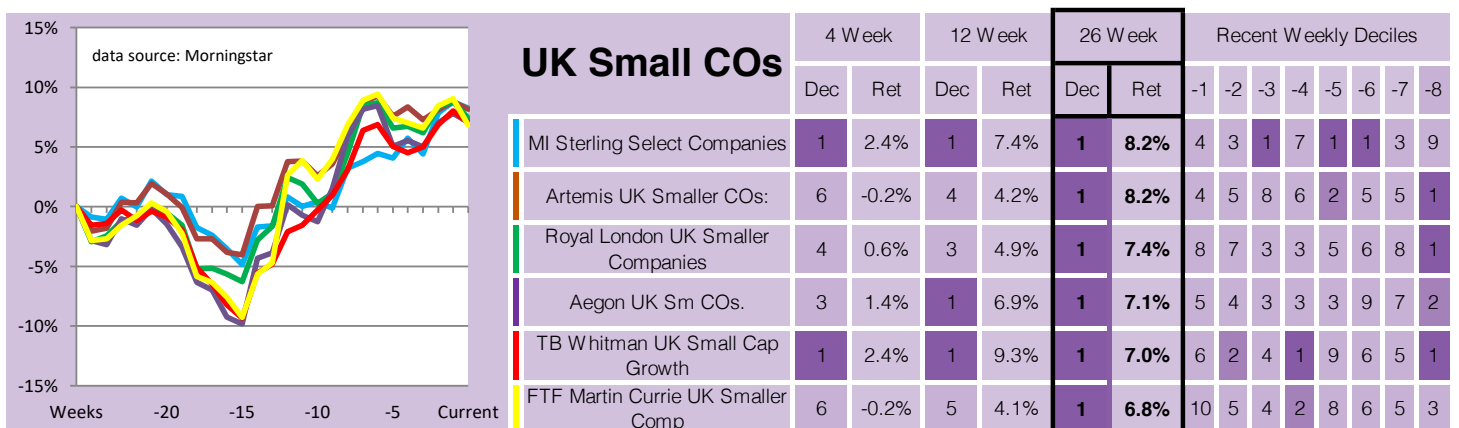 15%
data source: Morningstar
10%
5%
0%
-5%
-10%
-15%
Weeks -20 -15 -10 -5 Current
UK Small COs 4 Week 12 Week 26 Week Recent Weekly Deciles
Dec Ret Dec Ret Dec Ret -1 -2 -3 -4 -5 -6 -7 -8
MI Sterling Select Companies 1 2.4% 1 7.4% 1 8.2% 4 3 1 7 1 1 3 9
Artemis UK Smaller COs: 6 -0.2% 4 4.2% 1 8.2% 4 5 8 6 2 5 5 1
Royal London UK Smaller
Companies 4 0.6% 3 4.9% 1 7.4% 8 7 3 3 5 6 8 1
Aegon UK Sm COs. 3 1.4% 1 6.9% 1 7.1% 5 4 3 3 3 9 7 2
TB Whitman UK Small Cap
Growth 1 2.4% 1 9.3% 1 7.0% 6 2 4 1 9 6 5 1
FTF Martin Currie UK Smaller
Comp 6 -0.2% 5 4.1% 1 6.8% 10 5 4 2 8 6 5 3